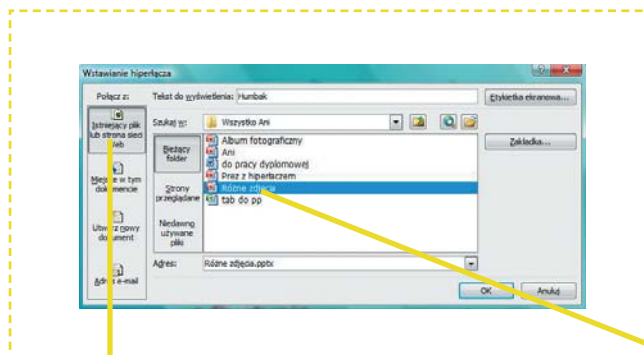 Wstawianie hiperłącza
Połącz z:
Tekst do wyświetlenia: Humbak
Etykietka ekranowa...
Istniejący plik lub strona sieci Web
Szukaj w:
Wszystko Ani
Zakładka...
Bieżący folder
Album fotograficzny
Ani
do pracy dyplomowej
Prez z hiperłaczem
Różne zdjęcia
tab do pp
Miejsce w tym dokumencie
Strony przeglądane
Utwórz nowy dokument
Niedawno używane pliki
Adres e-mail
Adres:
Różne zdjęcia.pptx
OK
Anuluj